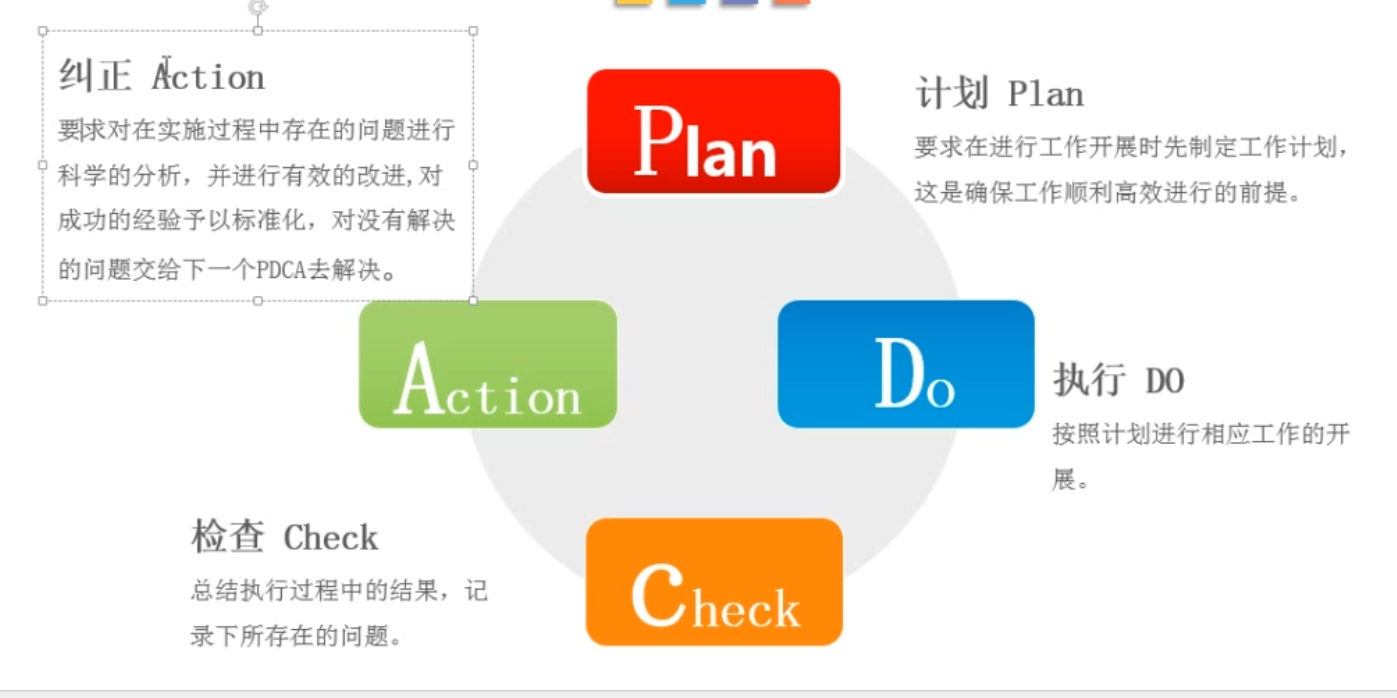 纠正 Action
要求对在实施过程中存在的问题进行
科学的分析，并进行有效的改进,对
成功的经验予以标准化，对没有解决
的问题交给下一个PDCA去解决。
Plan
计划 Plan
要求在进行工作开展时先制定工作计划，
这是确保工作顺利高效进行的前提。
Action
Do
执行 DO
按照计划进行相应工作的开
展。
检查 Check
总结执行过程中的结果，记
录下所存在的问题。
Check